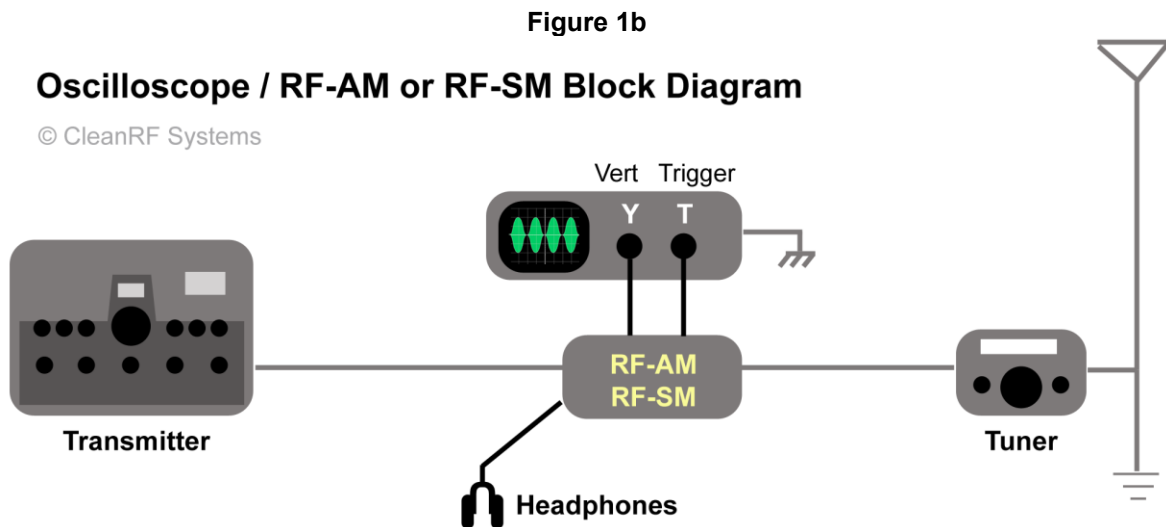 Figure 1b
Oscilloscope / RF-AM or RF-SM Block Diagram
© CleanRF Systems
Vert Trigger
Y T
RF-AM
RF-SM
Transmitter
Tuner
Headphones